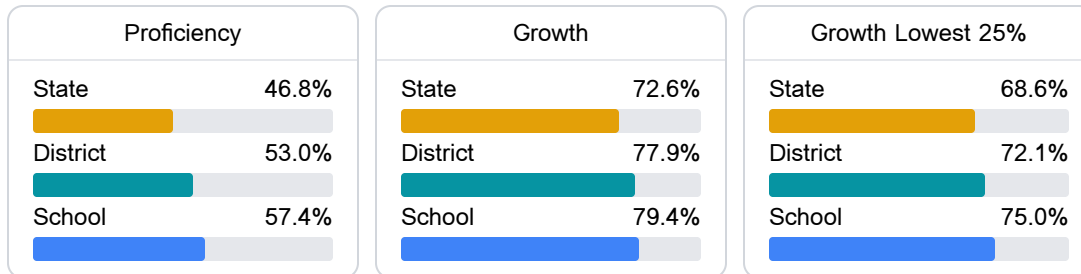 Proficiency
State 46.8%
District 53.0%
School 57.4%
Growth
State 72.6%
District 77.9%
School 79.4%
Growth Lowest 25%
State 68.6%
District 72.1%
School 75.0%